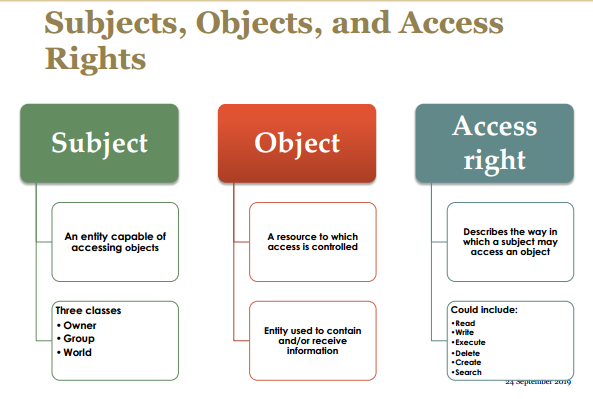 Subjects, Objects, and Access
Rights
Subject
An entity capable of
accessing objects
Three classes
• Owner
• Group
• World
Object
A resource to which
access is controlled
Entity used to contain
and/or receive
information
Access
right
Describes the way in
which a subject may
access an object
Could include:
•Read
•Write
•Execute
•Delete
•Create
•Search
24 September 2019